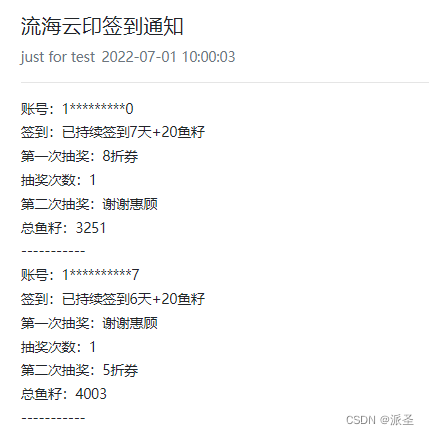 流海云印签到通知
just for test 2022-07-01 10:00:03
账号：1*********0
签到：已持续签到7天+20鱼籽
第一次抽奖：8折券
抽奖次数：1
第二次抽奖：谢谢惠顾
总鱼籽：3251
-----------
账号：1**********7
签到：已持续签到6天+20鱼籽
第一次抽奖：谢谢惠顾
抽奖次数：1
第二次抽奖：5折券
总鱼籽：4003
-----------
CSDN @派圣